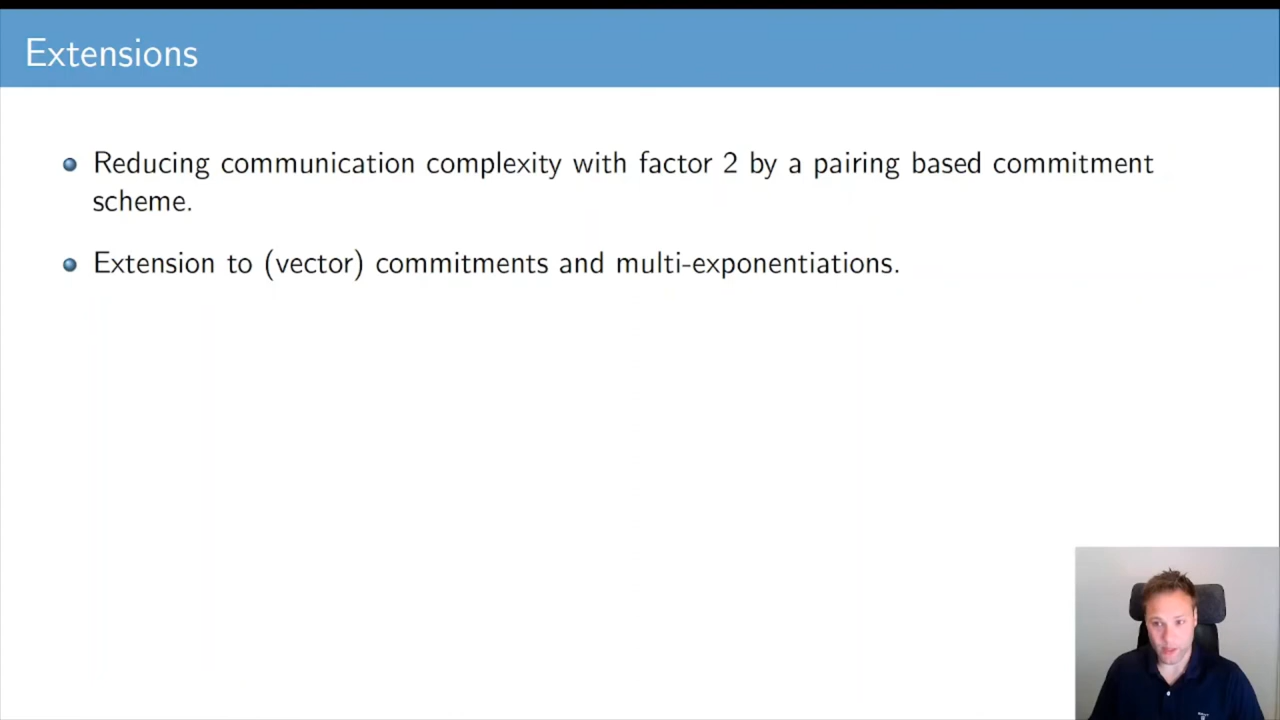 Extensions
Reducing communication complexity with factor 2 by a pairing based commitment
scheme.
Extension to (vector) commitments and multi-exponentiations.